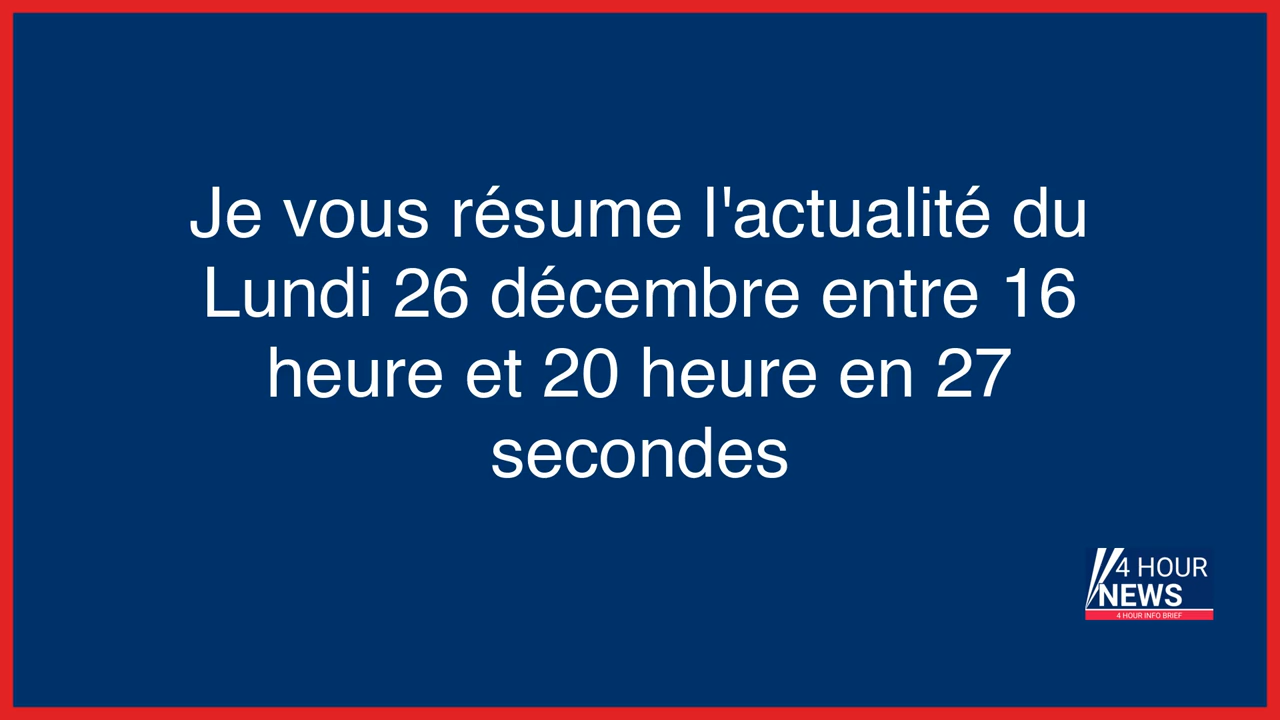 Je vous résume l'actualité du
Lundi 26 décembre entre 16
heure et 20 heure en 27
secondes
4 HOUR
NEWS
4 HOUR INFO BRIEF